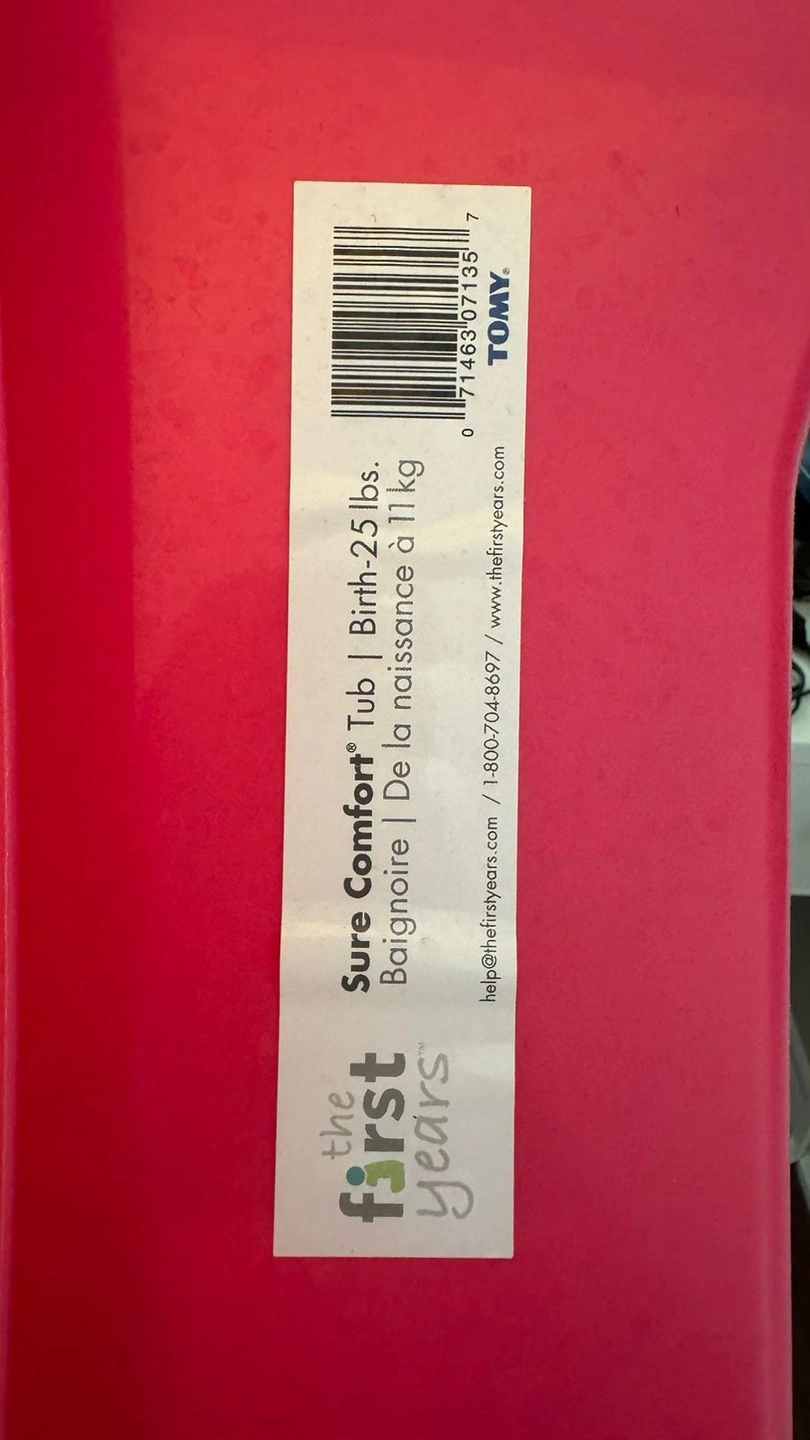 the
first
years™
Sure Comfort® Tub | Birth-25 lbs.
Baignoire | De la naissance à 11 kg
help@thefirstyears.com / 1-800-704-8697 / www.thefirstyears.com
0 71463 07135 7
TOMY®